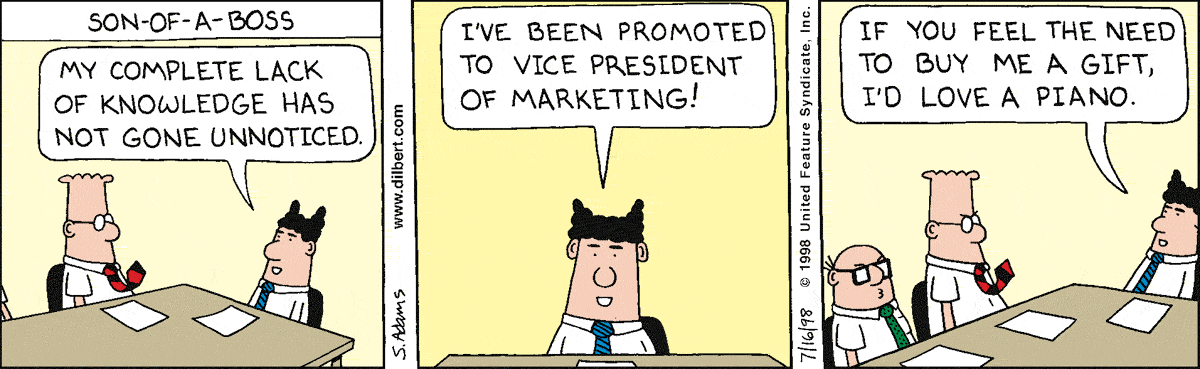 SON-OF-A-BOSS
MY COMPLETE LACK
OF KNOWLEDGE HAS
NOT GONE UNNOTICED.
www.dilbert.com
S. Adams
I'VE BEEN PROMOTED
TO VICE PRESIDENT
OF MARKETING!
7/16/98 © 1998 United Feature Syndicate, Inc.
IF YOU FEEL THE NEED
TO BUY ME A GIFT,
I'D LOVE A PIANO.